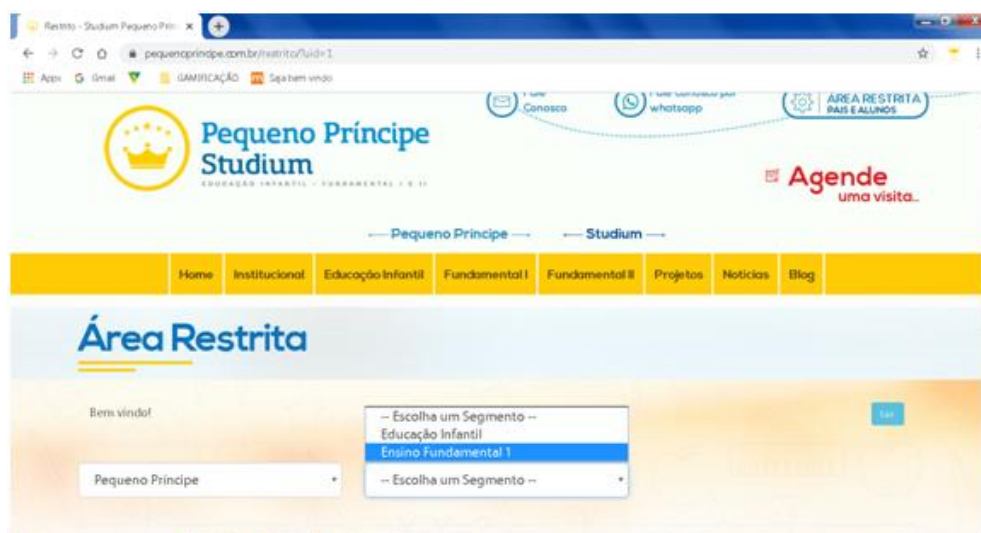 Restrito - Studium Pequeno Prín
pequenoprincipe.com.br/restrito/?uid=1
Apps Gmail GAMIFICAÇÃO Seja bem vindo
Conosco
whatsapp
ÁREA RESTRITA
PAIS E ALUNOS
Pequeno Príncipe
Studium
EDUCAÇÃO INFANTIL - FUNDAMENTAL I E II
Agende
uma visita..
Pequeno Príncipe Studium
Home Institucional Educação Infantil Fundamental I Fundamental II Projetos Notícias Blog
Área Restrita
Bem vindo!
Sair
-- Escolha um Segmento --
Educação Infantil
Ensino Fundamental 1
Pequeno Príncipe
-- Escolha um Segmento --